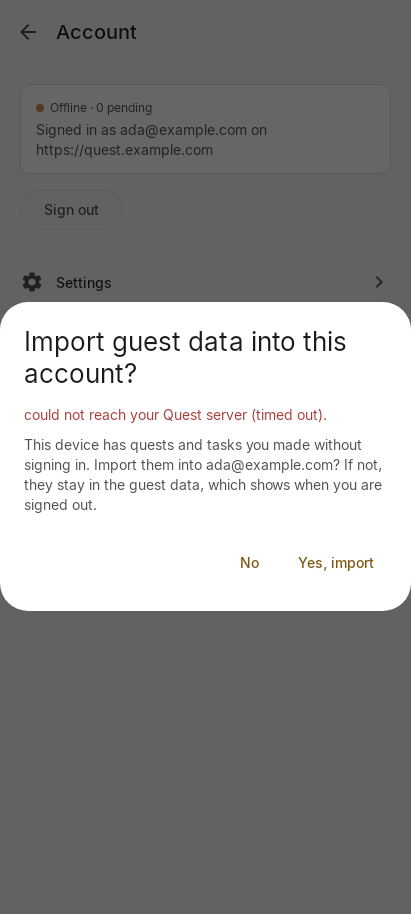 Account
Offline · 0 pending
Signed in as ada@example.com on
https://quest.example.com
Sign out
Settings
Import guest data into this
account?
could not reach your Quest server (timed out).
This device has quests and tasks you made without
signing in. Import them into ada@example.com? If not,
they stay in the guest data, which shows when you are
signed out.
No
Yes, import